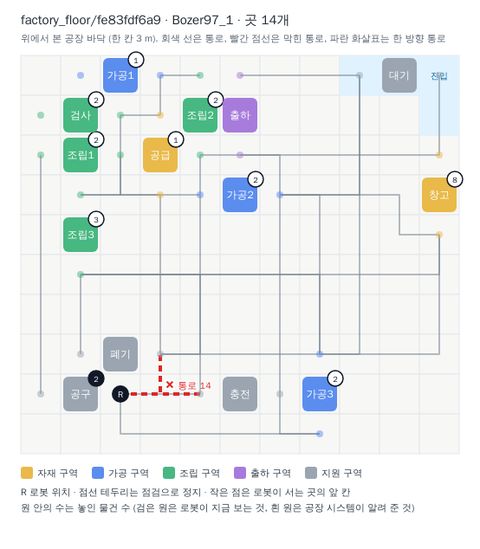 factory_floor/fe83fdf6a9 · Bozer97_1 · 곳 14개
위에서 본 공장 바닥 (한 칸 3 m). 회색 선은 통로, 빨간 점선은 막힌 통로, 파란 화살표는 한 방향 통로
가공1 1 대기 진입
검사 2 조립2 2 출하
조립1 2 공급 1
가공2 2 창고 8
조립3 3
폐기
× 통로 14
공구 2 R 충전 가공3 2
자재 구역 가공 구역 조립 구역 출하 구역 지원 구역
R 로봇 위치 · 점선 테두리는 점검으로 정지 · 작은 점은 로봇이 서는 곳의 앞 칸
원 안의 수는 놓인 물건 수 (검은 원은 로봇이 지금 보는 것, 흰 원은 공장 시스템이 알려 준 것)